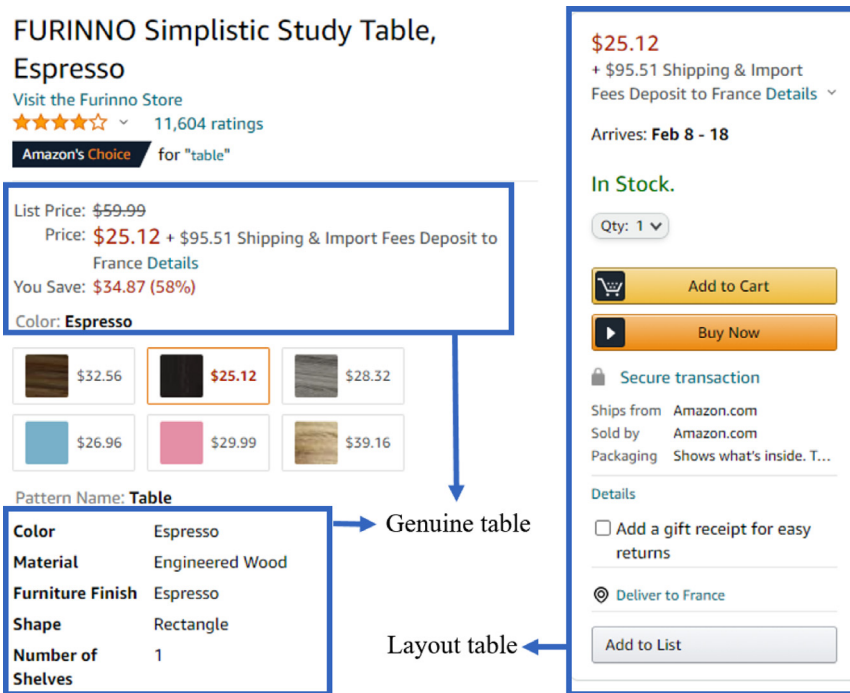 FURINNO Simplistic Study Table,
Espresso
Visit the Furinno Store
11,604 ratings
Amazon's Choice for "table"
List Price: $59.99
Price: $25.12 + $95.51 Shipping & Import Fees Deposit to
France Details
You Save: $34.87 (58%)
Color: Espresso
$32.56 $25.12 $28.32
$26.96 $29.99 $39.16
Pattern Name: Table
Color Espresso
Material Engineered Wood
Furniture Finish Espresso
Shape Rectangle
Number of 1
Shelves
Genuine table
Layout table
$25.12
+ $95.51 Shipping & Import
Fees Deposit to France Details
Arrives: Feb 8 - 18
In Stock.
Qty: 1
Add to Cart
Buy Now
Secure transaction
Ships from Amazon.com
Sold by Amazon.com
Packaging Shows what's inside. T...
Details
Add a gift receipt for easy
returns
Deliver to France
Add to List